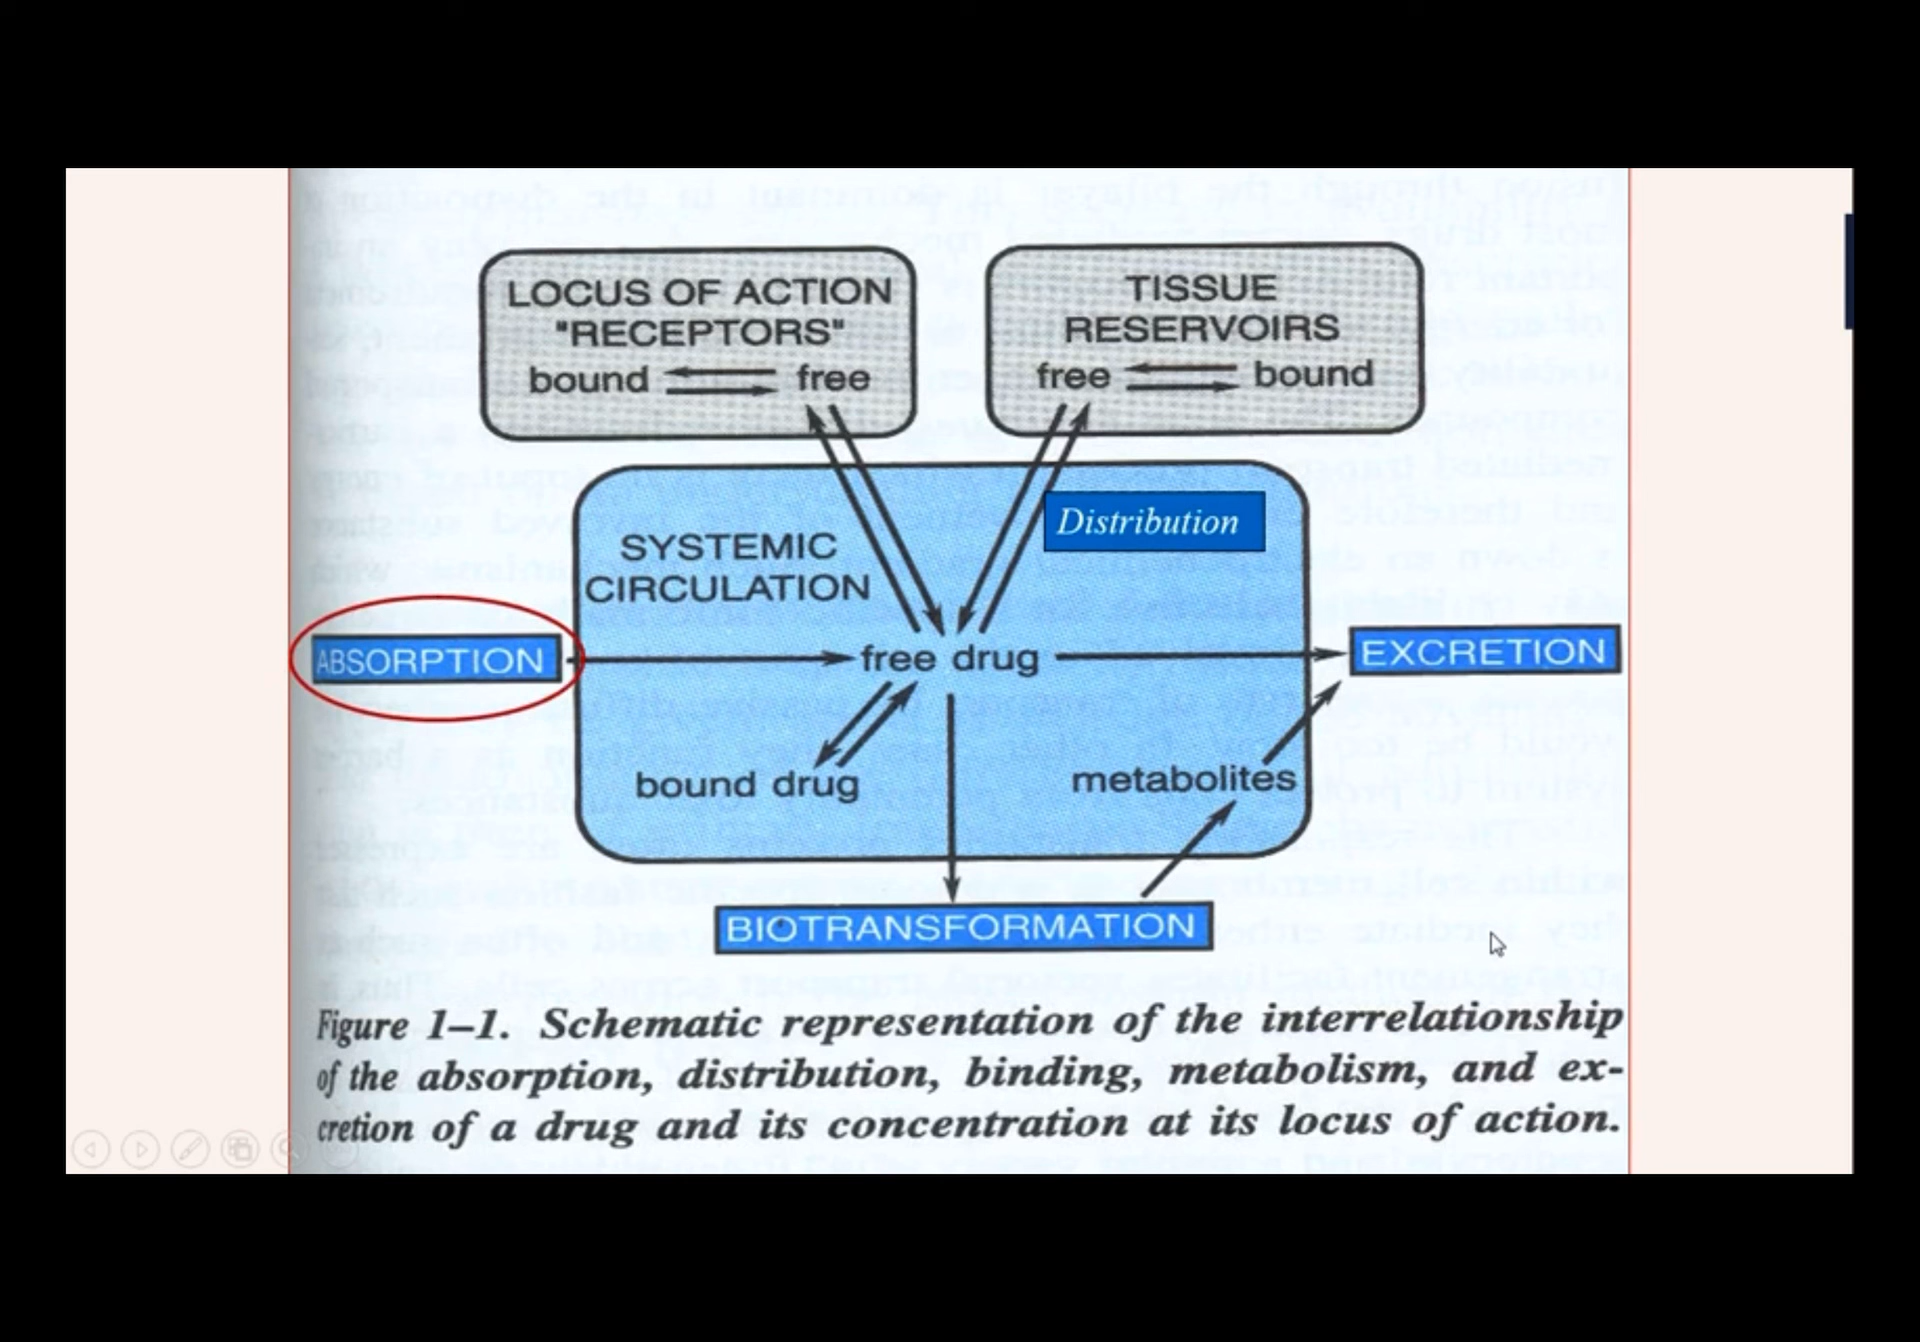 LOCUS OF ACTION
"RECEPTORS"
bound free
TISSUE
RESERVOIRS
free bound
Distribution
SYSTEMIC
CIRCULATION
ABSORPTION
free drug
EXCRETION
bound drug
metabolites
BIOTRANSFORMATION
Figure 1–1. Schematic representation of the interrelationship
of the absorption, distribution, binding, metabolism, and ex-
cretion of a drug and its concentration at its locus of action.